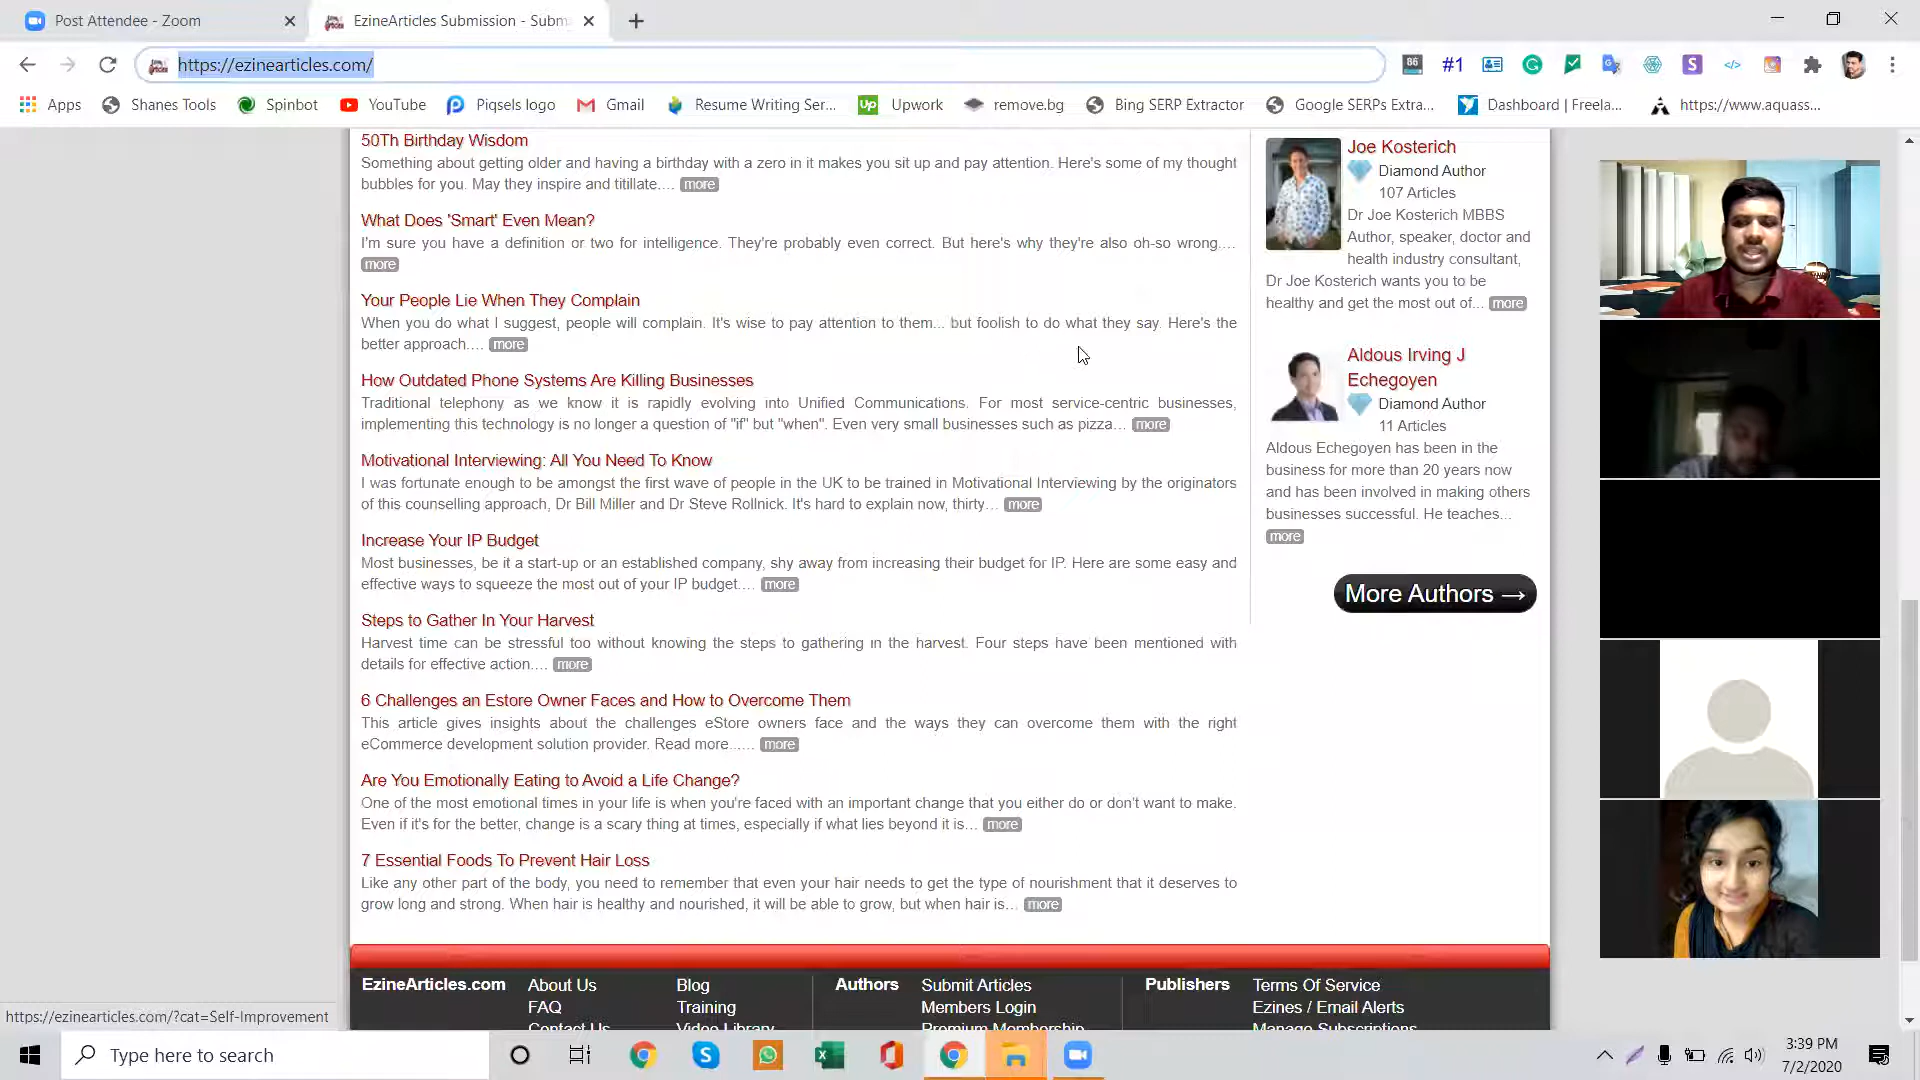 Post Attendee - Zoom
EzineArticles Submission - Subm
https://ezinearticles.com/
86
#1
Apps
Shanes Tools
Spinbot
YouTube
Piqsels logo
Gmail
Resume Writing Ser...
Up
Upwork
remove.bg
Bing SERP Extractor
Google SERPs Extra...
Dashboard | Freela...
https://www.aquass...
50Th Birthday Wisdom
Something about getting older and having a birthday with a zero in it makes you sit up and pay attention. Here's some of my thought
bubbles for you. May they inspire and titillate.... more
What Does 'Smart' Even Mean?
I'm sure you have a definition or two for intelligence. They're probably even correct. But here's why they're also oh-so wrong....
more
Your People Lie When They Complain
When you do what I suggest, people will complain. It's wise to pay attention to them... but foolish to do what they say. Here's the
better approach.... more
How Outdated Phone Systems Are Killing Businesses
Traditional telephony as we know it is rapidly evolving into Unified Communications. For most service-centric businesses,
implementing this technology is no longer a question of "if" but "when". Even very small businesses such as pizza... more
Motivational Interviewing: All You Need To Know
I was fortunate enough to be amongst the first wave of people in the UK to be trained in Motivational Interviewing by the originators
of this counselling approach, Dr Bill Miller and Dr Steve Rollnick. It's hard to explain now, thirty... more
Increase Your IP Budget
Most businesses, be it a start-up or an established company, shy away from increasing their budget for IP. Here are some easy and
effective ways to squeeze the most out of your IP budget.... more
Steps to Gather In Your Harvest
Harvest time can be stressful too without knowing the steps to gathering in the harvest. Four steps have been mentioned with
details for effective action.... more
6 Challenges an Estore Owner Faces and How to Overcome Them
This article gives insights about the challenges eStore owners face and the ways they can overcome them with the right
eCommerce development solution provider. Read more...... more
Are You Emotionally Eating to Avoid a Life Change?
One of the most emotional times in your life is when you're faced with an important change that you either do or don't want to make.
Even if it's for the better, change is a scary thing at times, especially if what lies beyond it is... more
7 Essential Foods To Prevent Hair Loss
Like any other part of the body, you need to remember that even your hair needs to get the type of nourishment that it deserves to
grow long and strong. When hair is healthy and nourished, it will be able to grow, but when hair is... more
Joe Kosterich
Diamond Author
107 Articles
Dr Joe Kosterich MBBS
Author, speaker, doctor and
health industry consultant,
Dr Joe Kosterich wants you to be
healthy and get the most out of... more
Aldous Irving J
Echegoyen
Diamond Author
11 Articles
Aldous Echegoyen has been in the
business for more than 20 years now
and has been involved in making others
businesses successful. He teaches...
more
More Authors →
EzineArticles.com
About Us
FAQ
Contact Us
Blog
Training
Video Library
Authors
Submit Articles
Members Login
Premium Membership
Publishers
Terms Of Service
Ezines / Email Alerts
Manage Subscriptions
https://ezinearticles.com/?cat=Self-Improvement
Type here to search
3:39 PM
7/2/2020